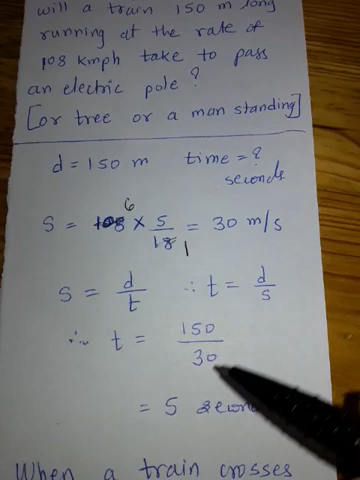 will a train 150 m long
running at the rate of
108 kmph take to pass
an electric pole ?
[or tree or a man standing]
d = 150 m time = ?
seconds
6
S = 108 × 5/18 = 30 m/s
1
S = d/t ∴ t = d/s
∴ t = 150/30
= 5 seconds
When a train crosses